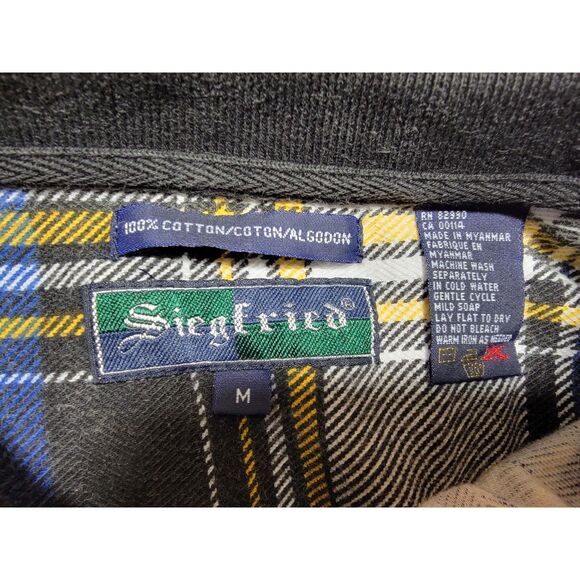 100% COTTON/COTON/ALGODON
Siegfried®
M
RN 82990
CA 00114
MADE IN MYANMAR
FABRIQUE EN
MYANMAR
MACHINE WASH
SEPARATELY
IN COLD WATER
GENTLE CYCLE
MILD SOAP
LAY FLAT TO DRY
DO NOT BLEACH
WARM IRON AS NEEDED